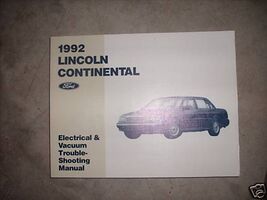 1992
LINCOLN
CONTINENTAL
Ford
Electrical &
Vacuum
Trouble-
Shooting
Manual